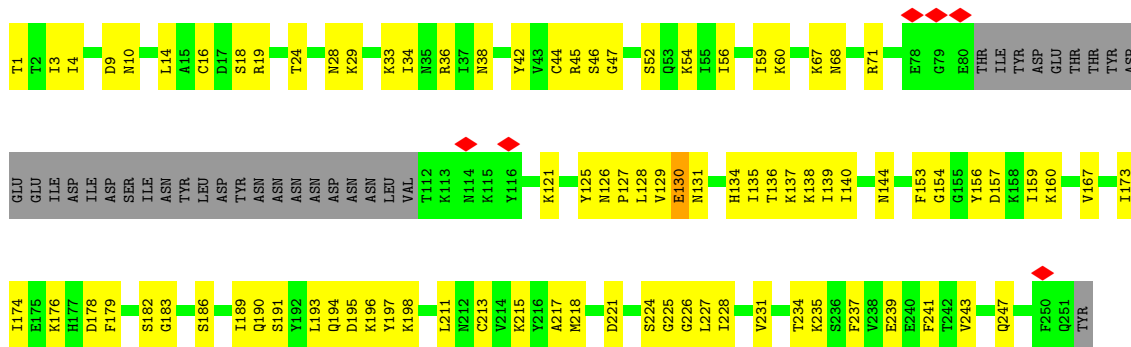 T1 T2 I3 I4 D9 N10 L14 A15 C16 D17 S18 R19 T24 N28 K29 K33 I34 N35 R36 I37 N38 Y42 V43 C44 R45 S46 G47 S52 Q53 K54 I55 I56 I59 K60 K67 N68 R71 E78 G79 E80 THR ILE TYR ASP GLU THR THR TYR ASP
GLU GLU ILE ASP ILE ASP SER ILE ASN TYR LEU ASP TYR ASN ASN ASN ASN ASP ASN ASN LEU VAL T112 K113 N114 K115 Y116 K121 Y125 N126 P127 L128 V129 E130 N131 H134 I135 T136 K137 K138 I139 I140 N144 F153 G154 G155 Y156 D157 K158 I159 K160 V167 I173
I174 E175 K176 H177 D178 F179 S182 G183 S186 I189 Q190 S191 Y192 L193 Q194 D195 K196 Y197 K198 L211 N212 C213 V214 K215 Y216 A217 M218 D221 S224 G225 G226 L227 I228 V231 T234 K235 S236 F237 V238 E239 E240 F241 T242 V243 Q247 F250 Q251 TYR